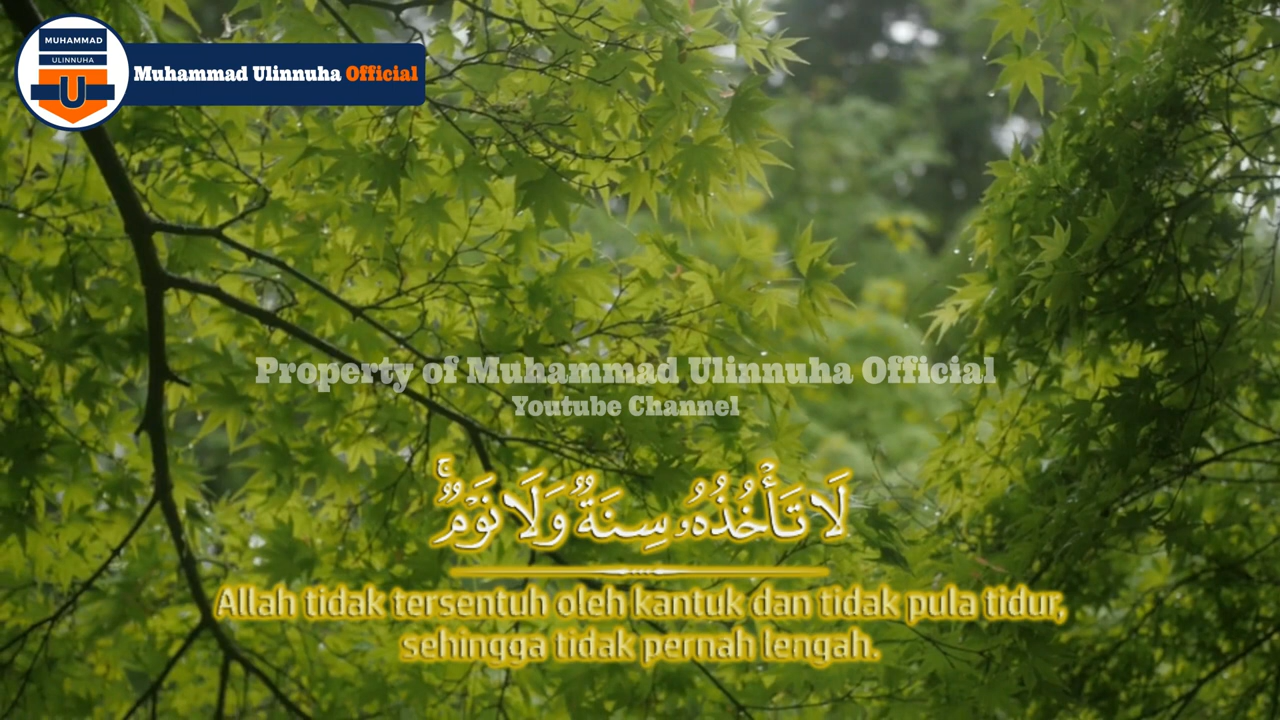 MUHAMMAD
ULINNUHA
U
Muhammad Ulinnuha Official
Property of Muhammad Ulinnuha Official
Youtube Channel
لَا تَأْخُذُهُۥ سِنَةٌ وَلَا نَوْمٌ ۚ
Allah tidak tersentuh oleh kantuk dan tidak pula tidur,
sehingga tidak pernah lengah.